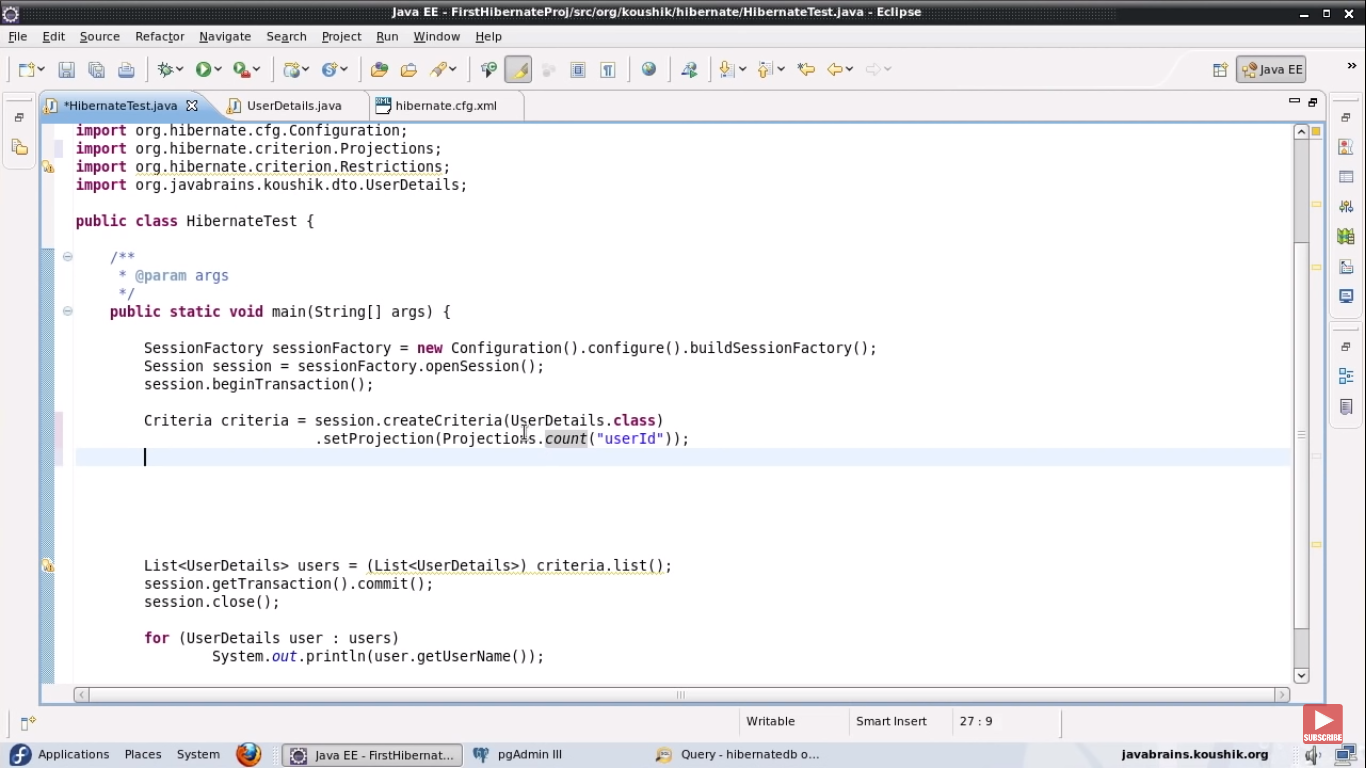 Java EE - FirstHibernateProj/src/org/koushik/hibernate/HibernateTest.java - Eclipse
File Edit Source Refactor Navigate Search Project Run Window Help
Java EE
*HibernateTest.java UserDetails.java hibernate.cfg.xml
import org.hibernate.cfg.Configuration;
import org.hibernate.criterion.Projections;
import org.hibernate.criterion.Restrictions;
import org.javabrains.koushik.dto.UserDetails;
public class HibernateTest {
/**
* @param args
*/
public static void main(String[] args) {
SessionFactory sessionFactory = new Configuration().configure().buildSessionFactory();
Session session = sessionFactory.openSession();
session.beginTransaction();
Criteria criteria = session.createCriteria(UserDetails.class)
.setProjection(Projections.count("userId"));
List<UserDetails> users = (List<UserDetails>) criteria.list();
session.getTransaction().commit();
session.close();
for (UserDetails user : users)
System.out.println(user.getUserName());
Writable Smart Insert 27 : 9
SUBSCRIBE
Applications Places System Java EE - FirstHibernat... pgAdmin III Query - hibernatedb o... javabrains.koushik.org